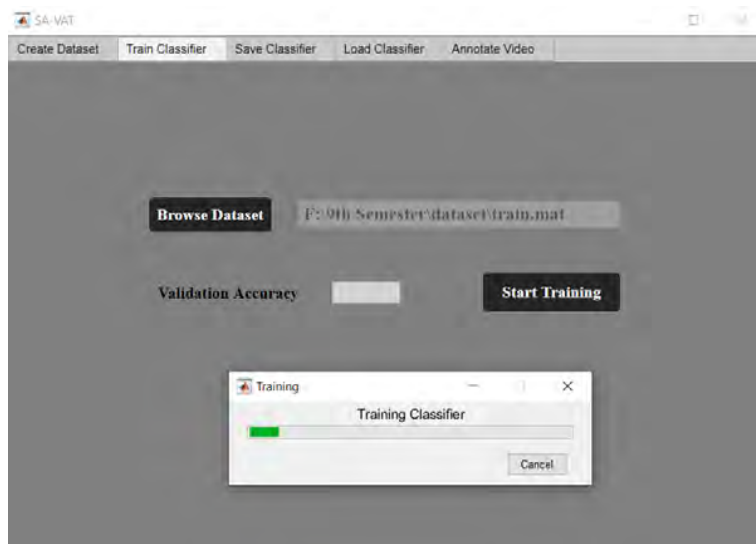 SA-VAT
Create Dataset Train Classifier Save Classifier Load Classifier Annotate Video
Browse Dataset F: 9th Semester\dataset\train.mat
Validation Accuracy Start Training
Training
Training Classifier
Cancel